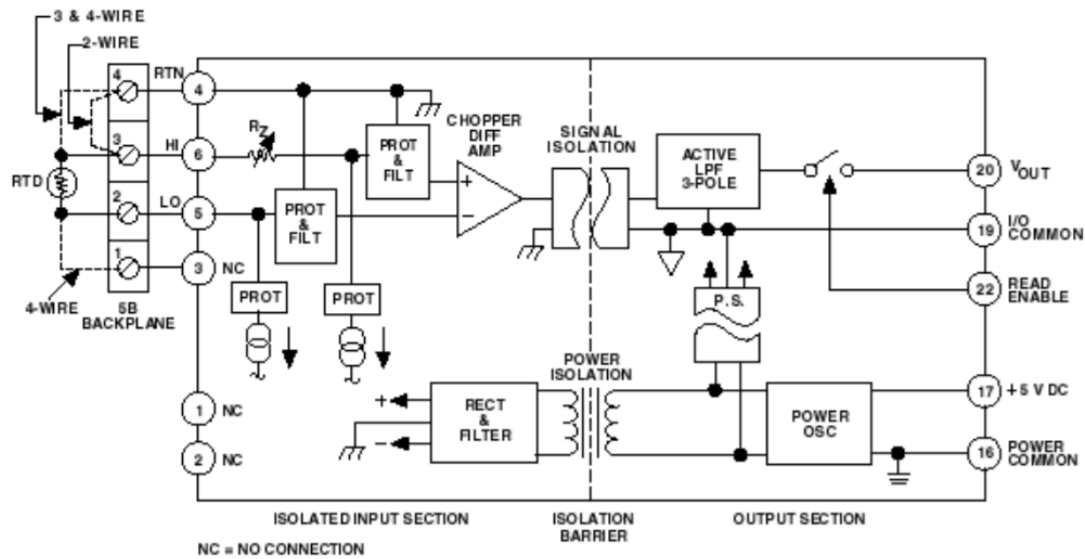 3 & 4-WIRE
2-WIRE
4
RTN
4
3
HI
6
RZ
PROT
&
FILT
CHOPPER
DIFF
AMP
+
−
SIGNAL
ISOLATION
ACTIVE
LPF
3-POLE
20
VOUT
RTD
2
LO
5
PROT
&
FILT
19
I/O
COMMON
1
3
NC
4-WIRE
5B
BACKPLANE
PROT
PROT
P.S.
22
READ
ENABLE
1
NC
2
NC
+
−
RECT
&
FILTER
POWER
ISOLATION
POWER
OSC
17
+5 V DC
16
POWER
COMMON
ISOLATED INPUT SECTION
ISOLATION
BARRIER
OUTPUT SECTION
NC = NO CONNECTION